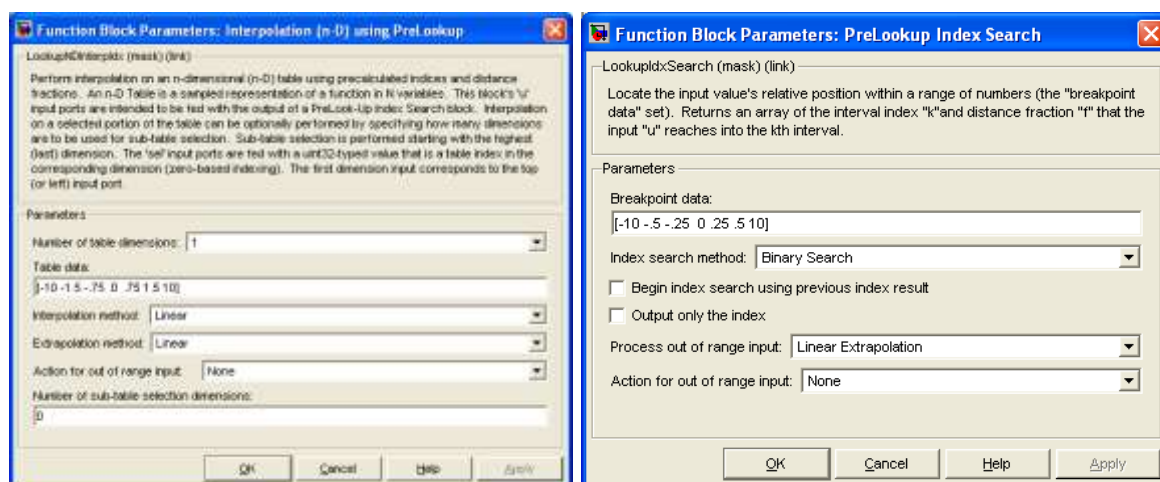 Function Block Parameters: Interpolation (n-D) using PreLookup
LookupNDInterpIdx (mask) (link)
Perform interpolation on an n-dimensional (n-D) table using precalculated indices and distance
fractions. An n-D Table is a sampled representation of a function in N variables. This block's 'u'
input ports are intended to be fed with the output of a PreLook-Up Index Search block. Interpolation
on a selected portion of the table can be optionally performed by specifying how many dimensions
are to be used for sub-table selection. Sub-table selection is performed starting with the highest
(last) dimension. The 'sel' input ports are fed with a uint32-typed value that is a table index in the
corresponding dimension (zero-based indexing). The first dimension input corresponds to the top
(or left) input port.
Parameters
Number of table dimensions: 1
Table data:
[-10 -1.5 -.75 0 .75 1.5 10]
Interpolation method: Linear
Extrapolation method: Linear
Action for out of range input: None
Number of sub-table selection dimensions:
0
OK Cancel Help Apply
Function Block Parameters: PreLookup Index Search
LookupIdxSearch (mask) (link)
Locate the input value's relative position within a range of numbers (the "breakpoint
data" set). Returns an array of the interval index "k"and distance fraction "f" that the
input "u" reaches into the kth interval.
Parameters
Breakpoint data:
[-10 -.5 -.25 0 .25 .5 10]
Index search method: Binary Search
Begin index search using previous index result
Output only the index
Process out of range input: Linear Extrapolation
Action for out of range input: None
OK Cancel Help Apply